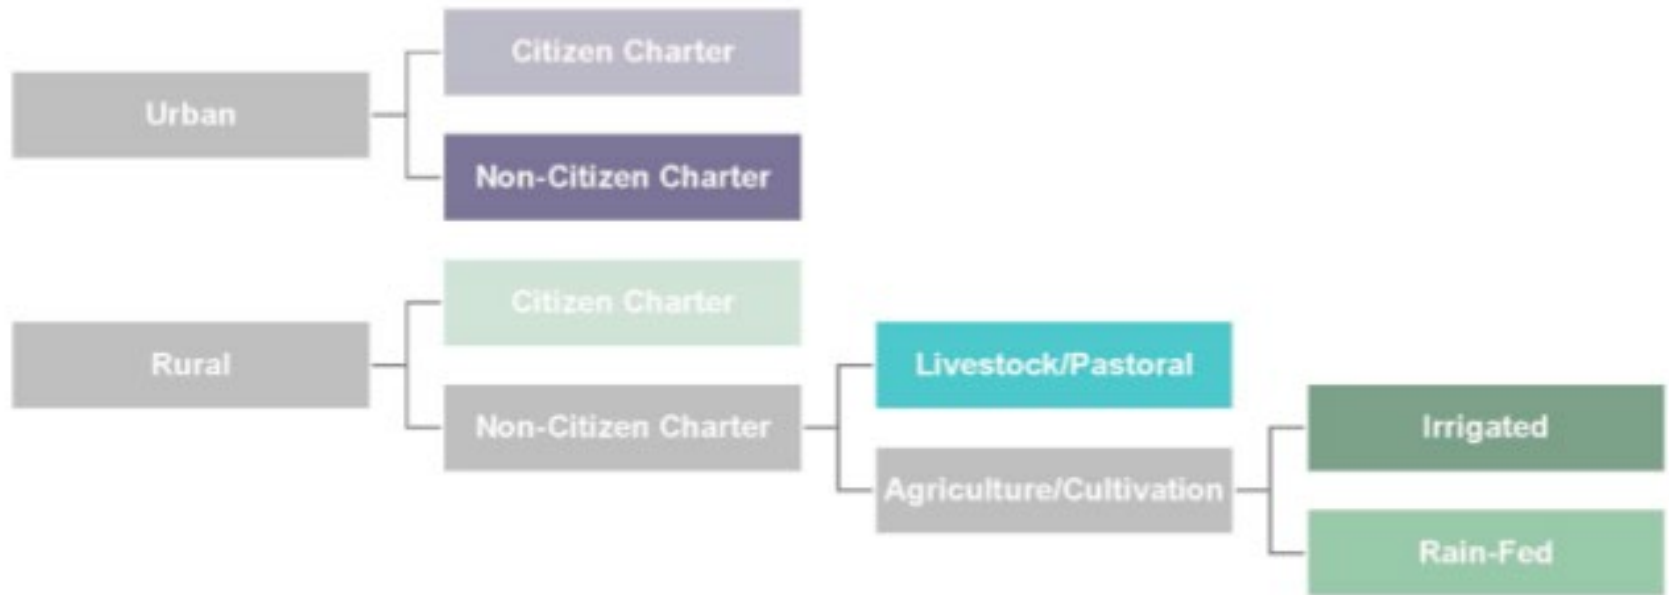 Citizen Charter
Urban
Non-Citizen Charter
Citizen Charter
Rural
Livestock/Pastoral
Non-Citizen Charter
Irrigated
Agriculture/Cultivation
Rain-Fed